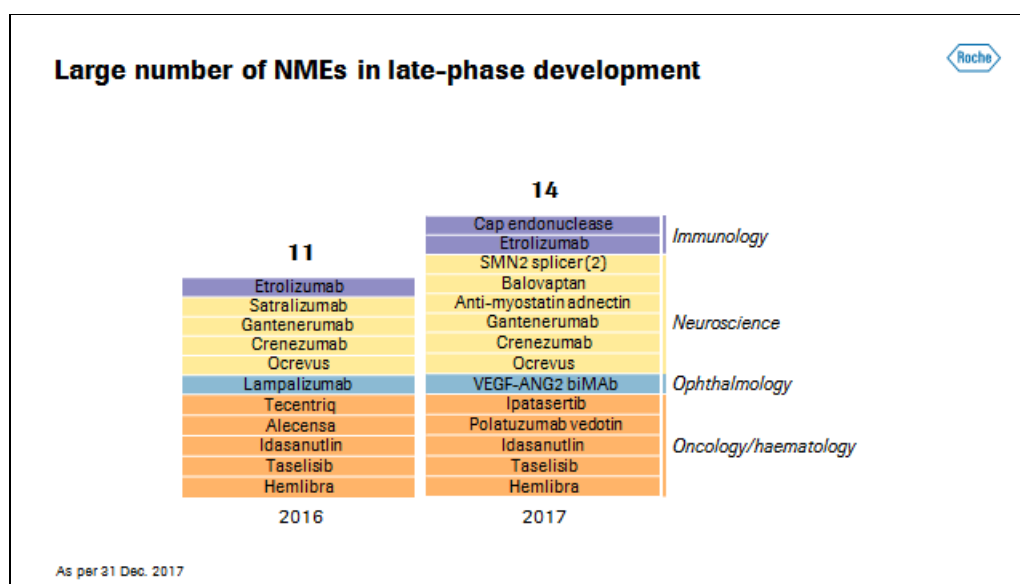 Large number of NMEs in late-phase development
Roche
14
11
Cap endonuclease
Etrolizumab
SMN2 splicer (2)
Balovaptan
Anti-myostatin adnectin
Gantenerumab
Crenezumab
Ocrevus
VEGF-ANG2 biMAb
Ipatasertib
Polatuzumab vedotin
Idasanutlin
Taselisib
Hemlibra
Etrolizumab
Satralizumab
Gantenerumab
Crenezumab
Ocrevus
Lampalizumab
Tecentriq
Alecensa
Idasanutlin
Taselisib
Hemlibra
Immunology
Neuroscience
Ophthalmology
Oncology/haematology
2016
2017
As per 31 Dec. 2017